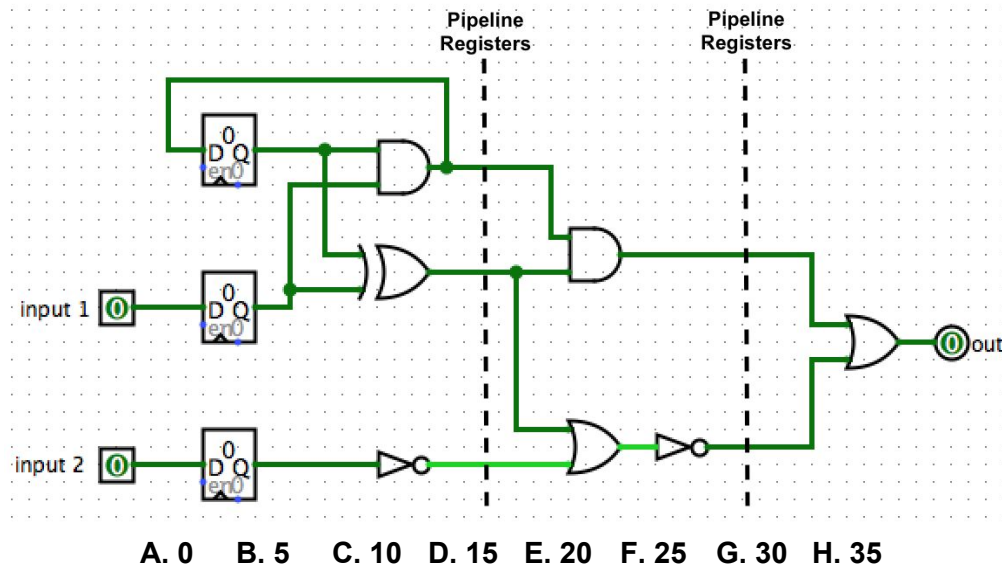 Pipeline Registers
Pipeline Registers
0
D Q
en0
input 1
0
0
D Q
en0
0 out
input 2
0
0
D Q
en0
A. 0 B. 5 C. 10 D. 15 E. 20 F. 25 G. 30 H. 35